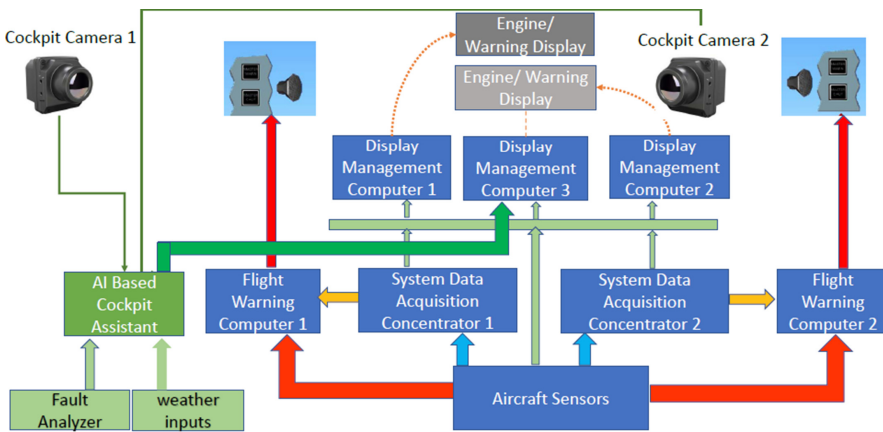 Cockpit Camera 1
Engine/
Warning Display
Cockpit Camera 2
Engine/ Warning
Display
Display
Management
Computer 1
Display
Management
Computer 3
Display
Management
Computer 2
AI Based
Cockpit
Assistant
Flight
Warning
Computer 1
System Data
Acquisition
Concentrator 1
System Data
Acquisition
Concentrator 2
Flight
Warning
Computer 2
Fault
Analyzer
weather
inputs
Aircraft Sensors